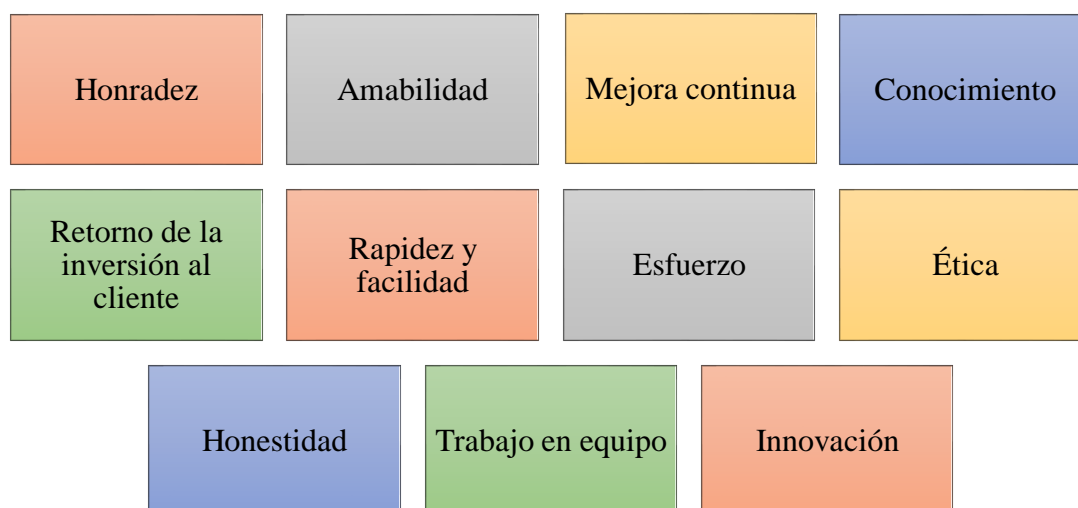 Honradez
Amabilidad
Mejora continua
Conocimiento
Retorno de la
inversión al
cliente
Rapidez y
facilidad
Esfuerzo
Ética
Honestidad
Trabajo en equipo
Innovación